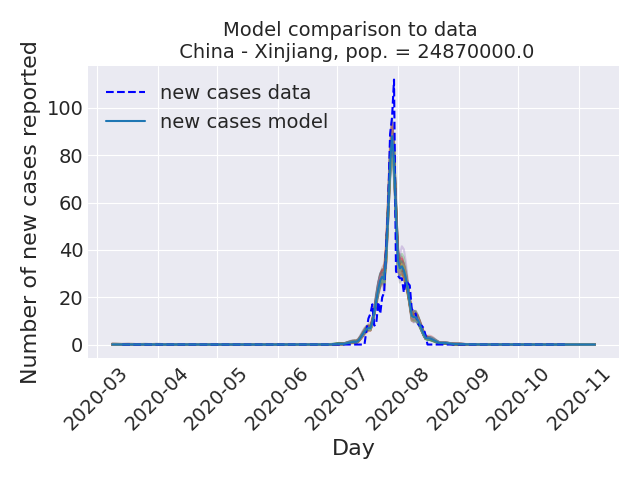 Model comparison to data
China - Xinjiang, pop. = 24870000.0
Number of new cases reported
new cases data
new cases model
100
80
60
40
20
0
2020-03
2020-04
2020-05
2020-06
2020-07
2020-08
2020-09
2020-10
2020-11
Day